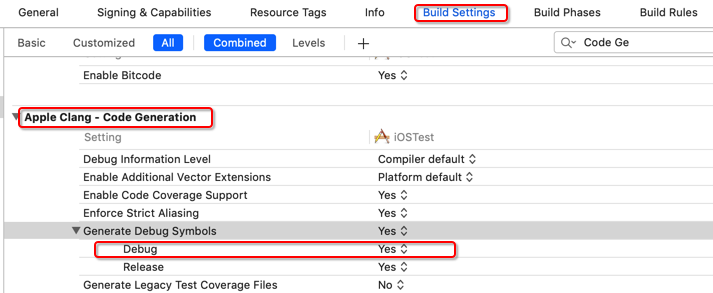 General Signing & Capabilities Resource Tags Info Build Settings Build Phases Build Rules
Basic Customized All Combined Levels + Code Ge
Enable Bitcode Yes
Apple Clang - Code Generation
Setting iOSTest
Debug Information Level Compiler default
Enable Additional Vector Extensions Platform default
Enable Code Coverage Support Yes
Enforce Strict Aliasing Yes
Generate Debug Symbols Yes
Debug Yes
Release Yes
Generate Legacy Test Coverage Files No